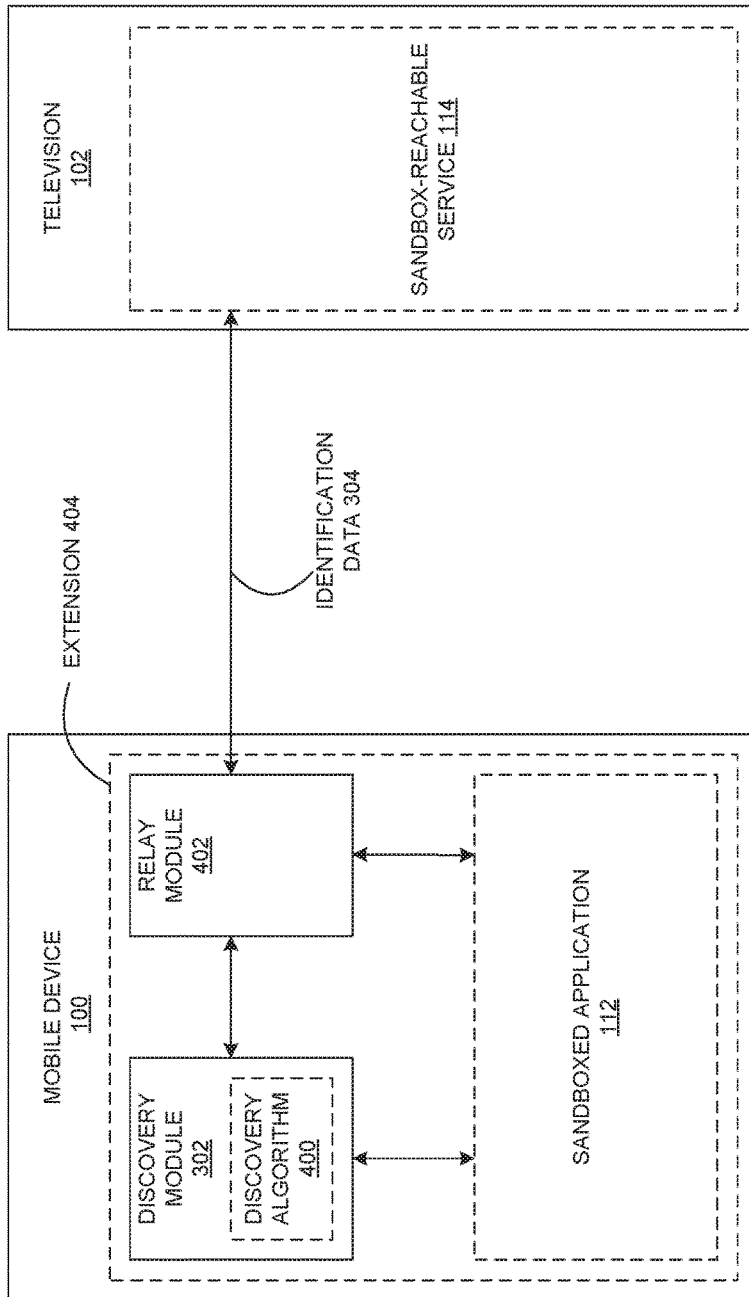 MOBILE DEVICE
100
DISCOVERY
MODULE
302
DISCOVERY
ALGORITHM
400
RELAY
MODULE
402
SANDBOXED APPLICATION
112
EXTENSION 404
IDENTIFICATION
DATA 304
TELEVISION
102
SANDBOX-REACHABLE
SERVICE 114